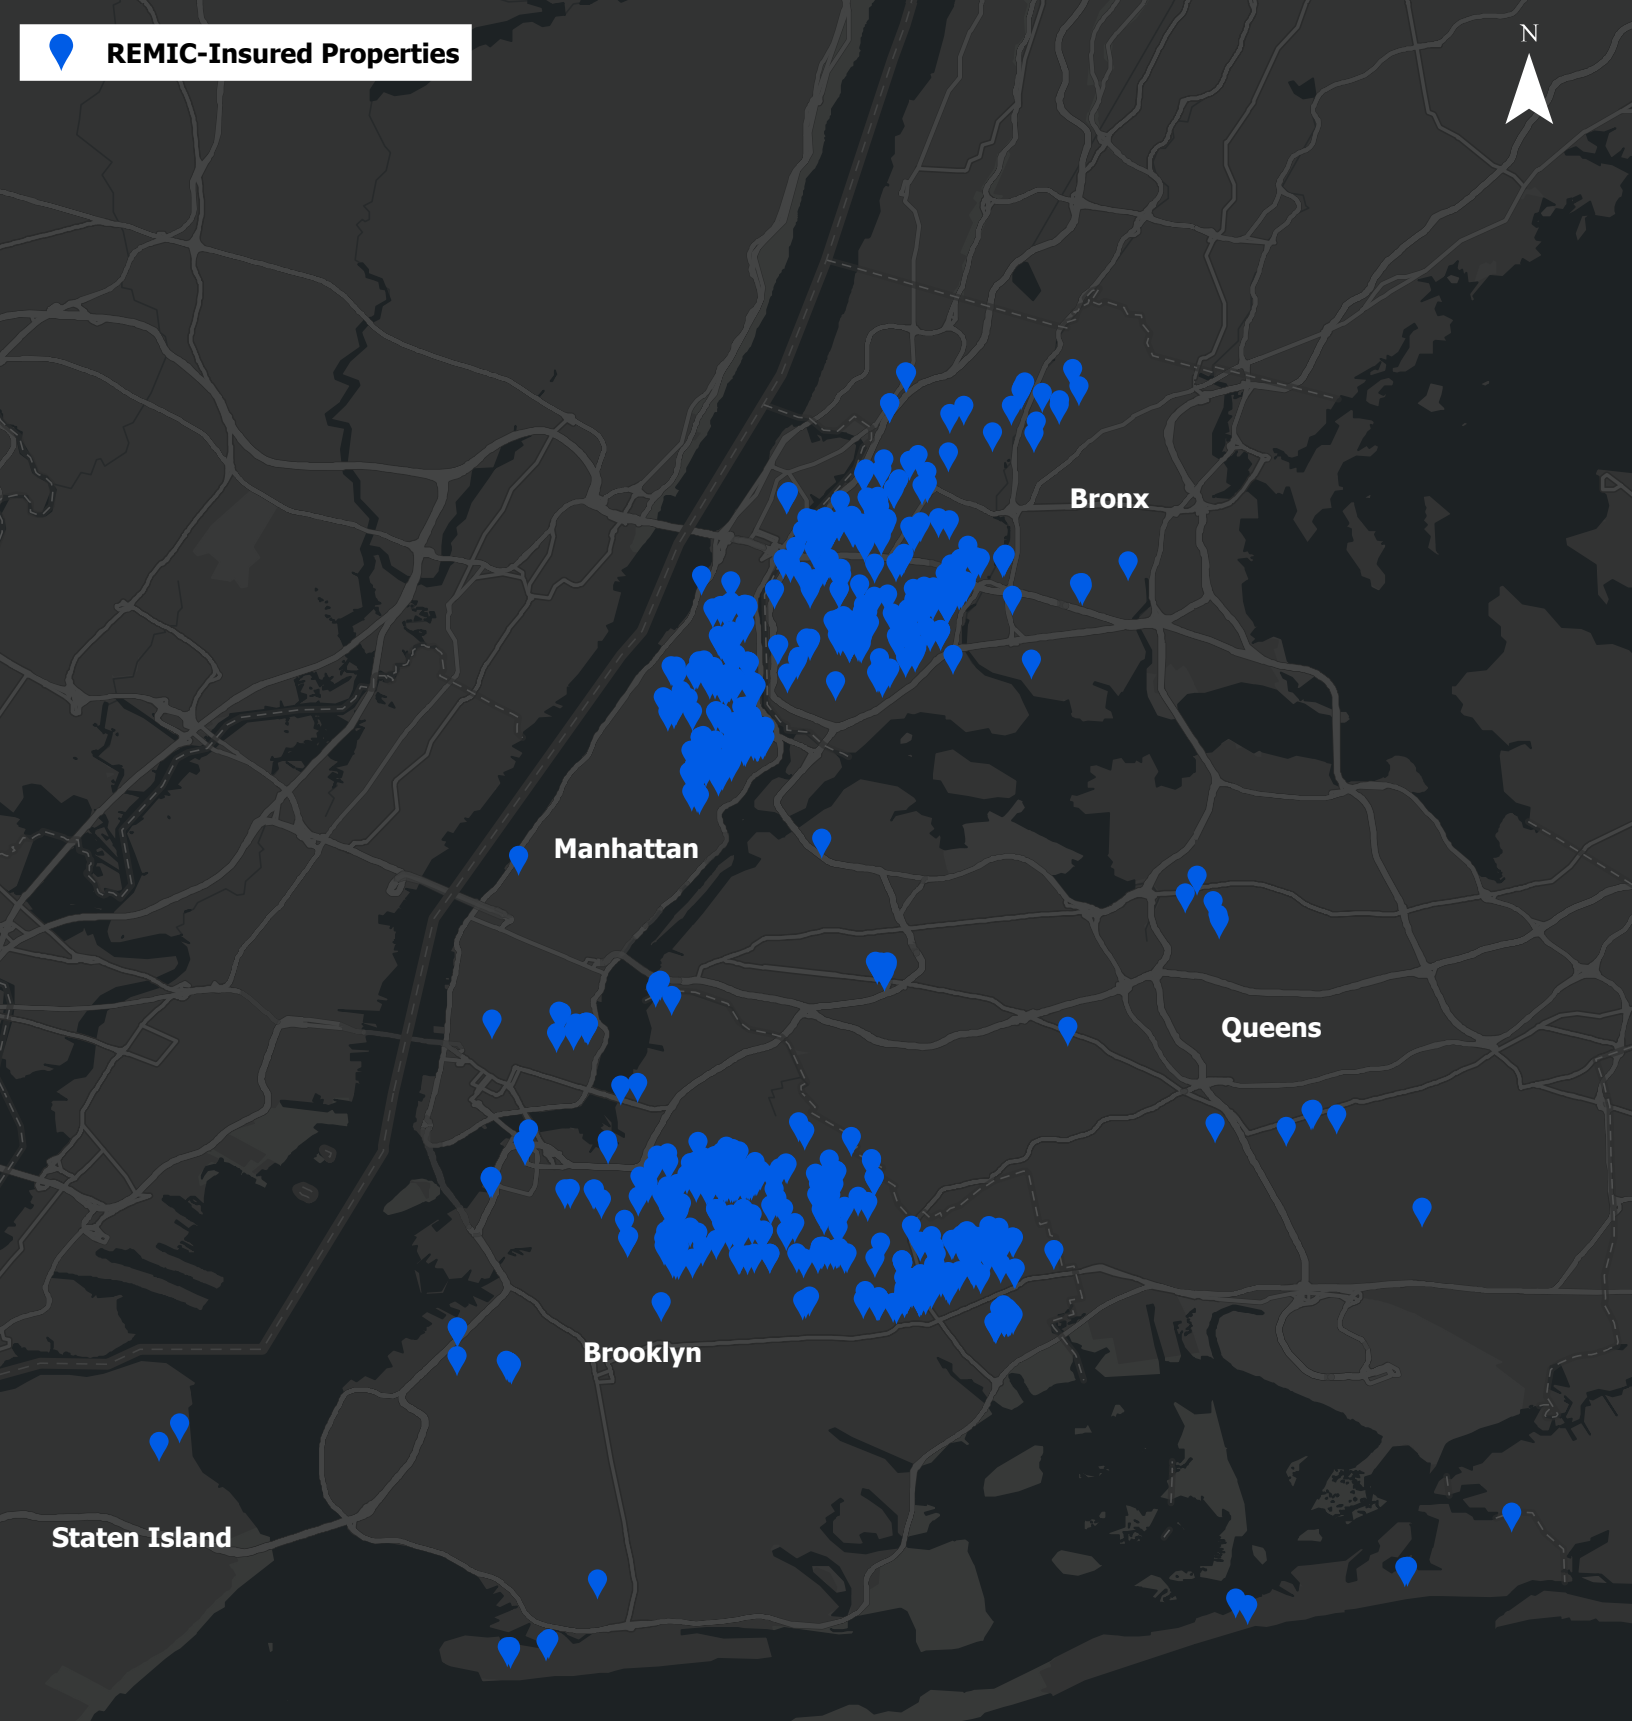 REMIC-Insured Properties
N
Bronx
Manhattan
Queens
Brooklyn
Staten Island